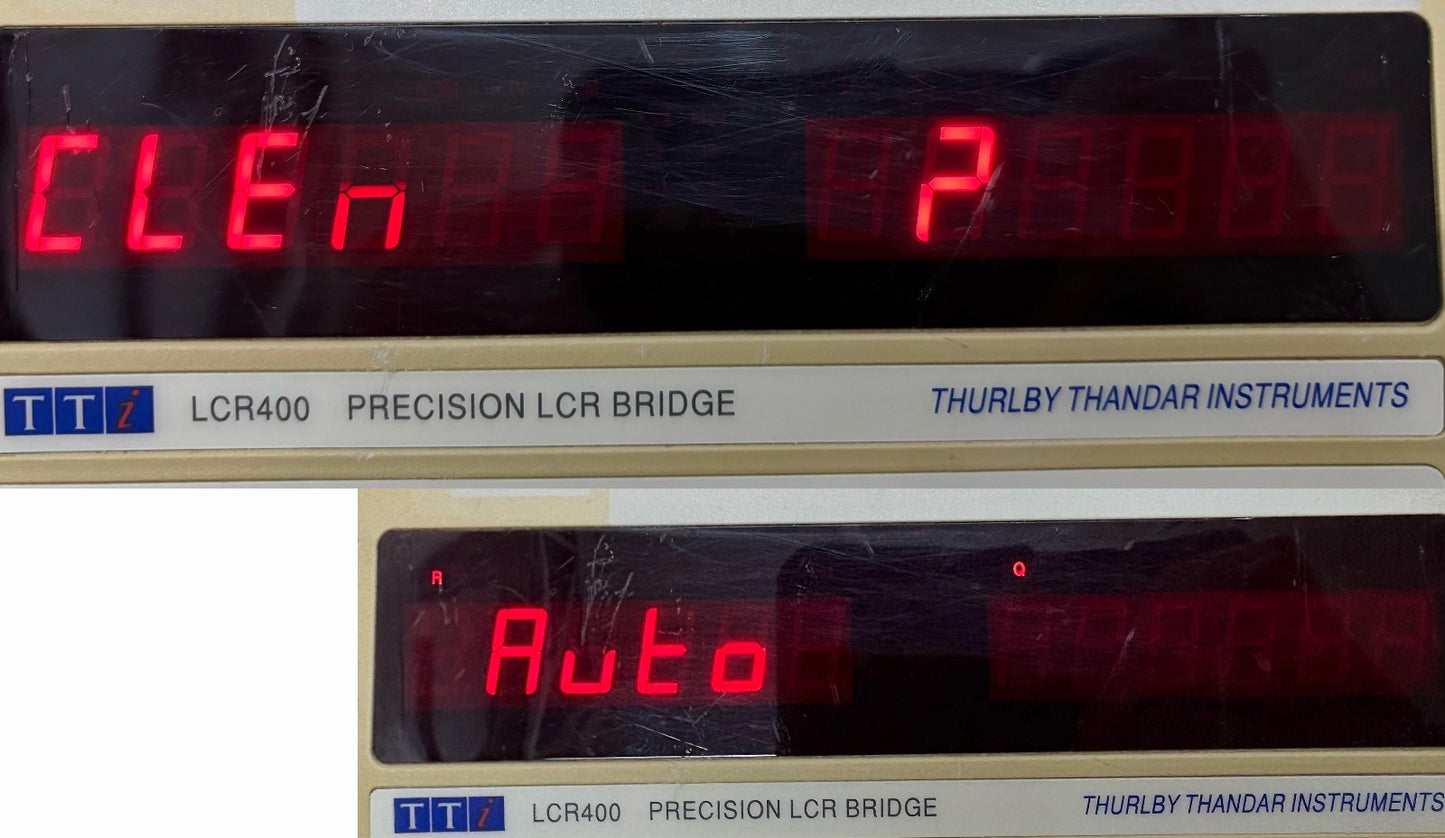 CLEn ?
TTi LCR400 PRECISION LCR BRIDGE THURLBY THANDAR INSTRUMENTS
R Q
Auto
TTi LCR400 PRECISION LCR BRIDGE THURLBY THANDAR INSTRUMENTS